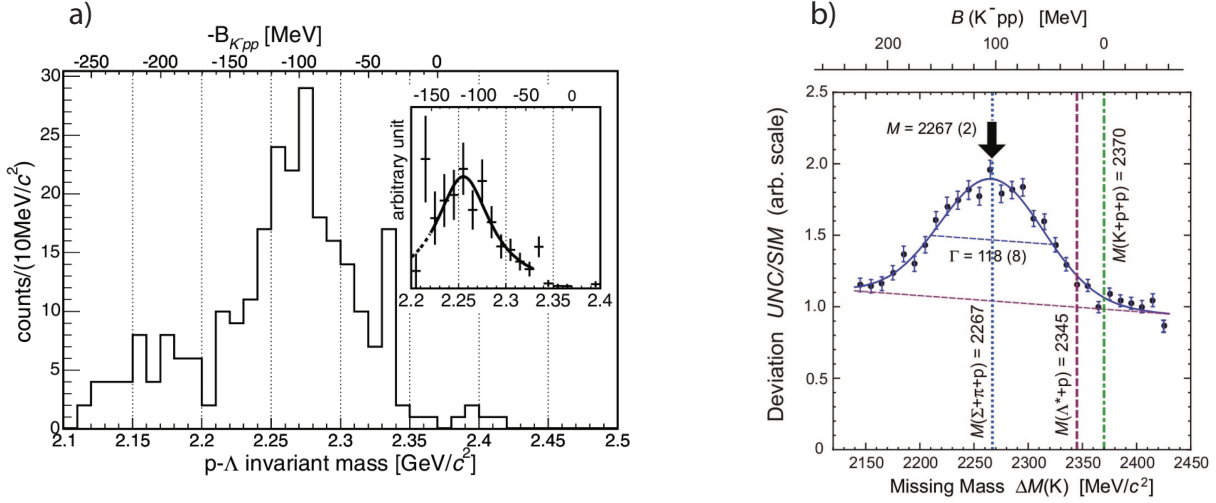 a)
-B K⁻pp [MeV]
-250 -200 -150 -100 -50 0
30
25
20
15
10
5
0
counts/(10MeV/c²)
2.1 2.15 2.2 2.25 2.3 2.35 2.4 2.45 2.5
p-Λ invariant mass [GeV/c²]
-150 -100 -50 0
arbitrary unit
2.2 2.25 2.3 2.35 2.4
b)
B (K⁻pp) [MeV]
200 100 0
2.5
2.0
1.5
1.0
0.5
0
Deviation UNC/SIM (arb. scale)
M = 2267 (2)
Γ = 118 (8)
M(Σ+π+p) = 2267
M(Λ*+p) = 2345
M(K+p+p) = 2370
2150 2200 2250 2300 2350 2400 2450
Missing Mass ΔM(K) [MeV/c²]